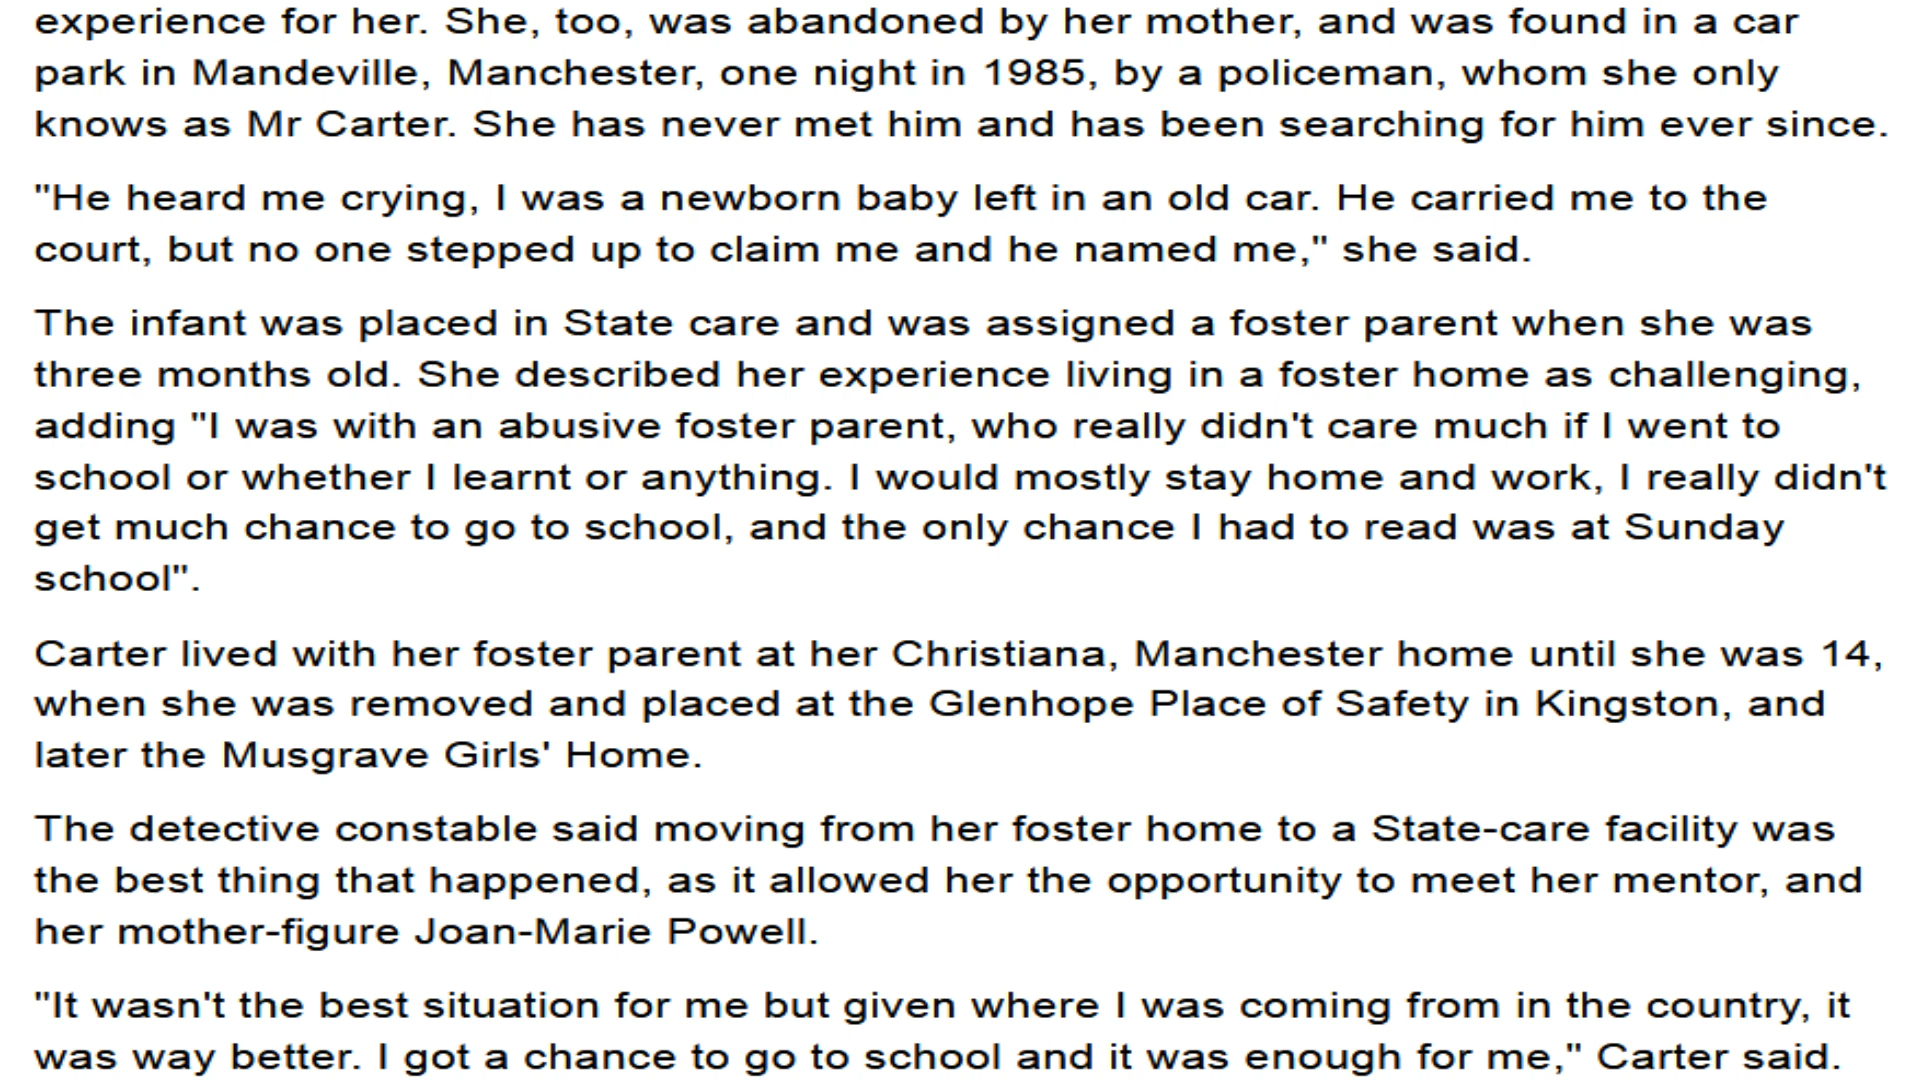 experience for her. She, too, was abandoned by her mother, and was found in a car
park in Mandeville, Manchester, one night in 1985, by a policeman, whom she only
knows as Mr Carter. She has never met him and has been searching for him ever since.
"He heard me crying, I was a newborn baby left in an old car. He carried me to the
court, but no one stepped up to claim me and he named me," she said.
The infant was placed in State care and was assigned a foster parent when she was
three months old. She described her experience living in a foster home as challenging,
adding "I was with an abusive foster parent, who really didn't care much if I went to
school or whether I learnt or anything. I would mostly stay home and work, I really didn't
get much chance to go to school, and the only chance I had to read was at Sunday
school".
Carter lived with her foster parent at her Christiana, Manchester home until she was 14,
when she was removed and placed at the Glenhope Place of Safety in Kingston, and
later the Musgrave Girls' Home.
The detective constable said moving from her foster home to a State-care facility was
the best thing that happened, as it allowed her the opportunity to meet her mentor, and
her mother-figure Joan-Marie Powell.
"It wasn't the best situation for me but given where I was coming from in the country, it
was way better. I got a chance to go to school and it was enough for me," Carter said.